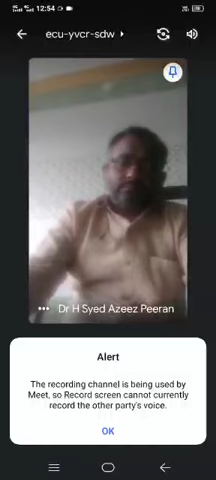 12:54
ecu-yvcr-sdw
Dr H Syed Azeez Peeran
Alert
The recording channel is being used by
Meet, so Record screen cannot currently
record the other party's voice.
OK